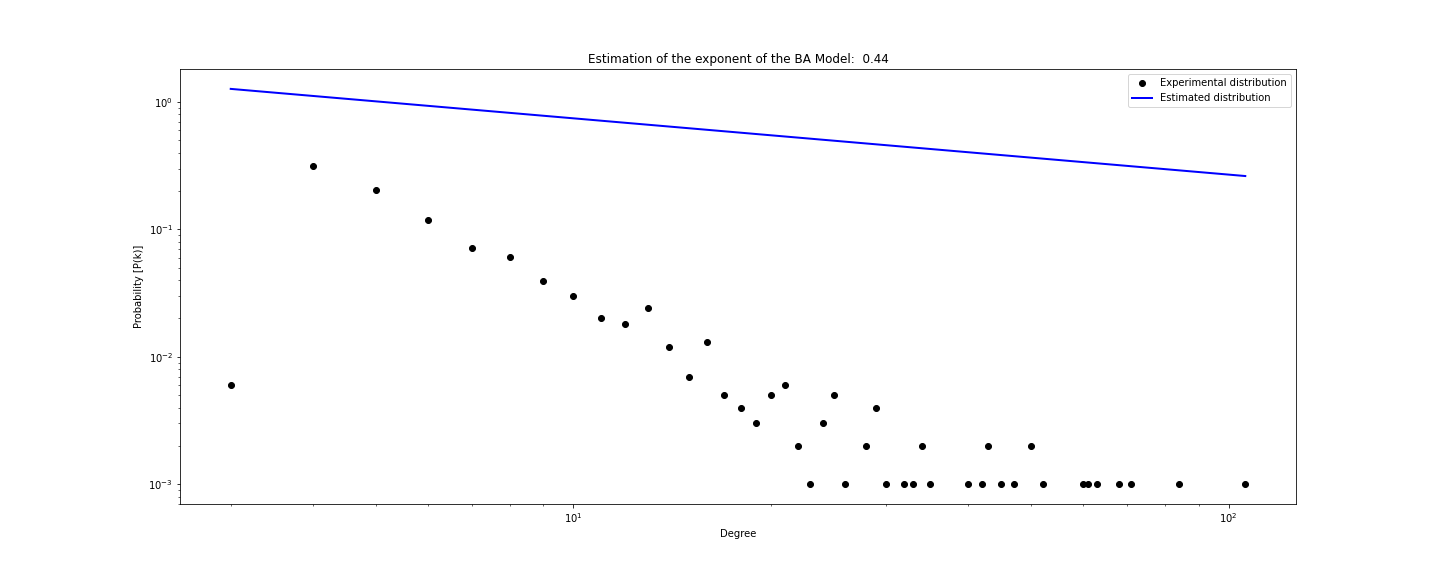 Estimation of the exponent of the BA Model:  0.44
Experimental distribution
Estimated distribution
10⁰
10⁻¹
10⁻²
10⁻³
Probability [P(k)]
10¹
10²
Degree